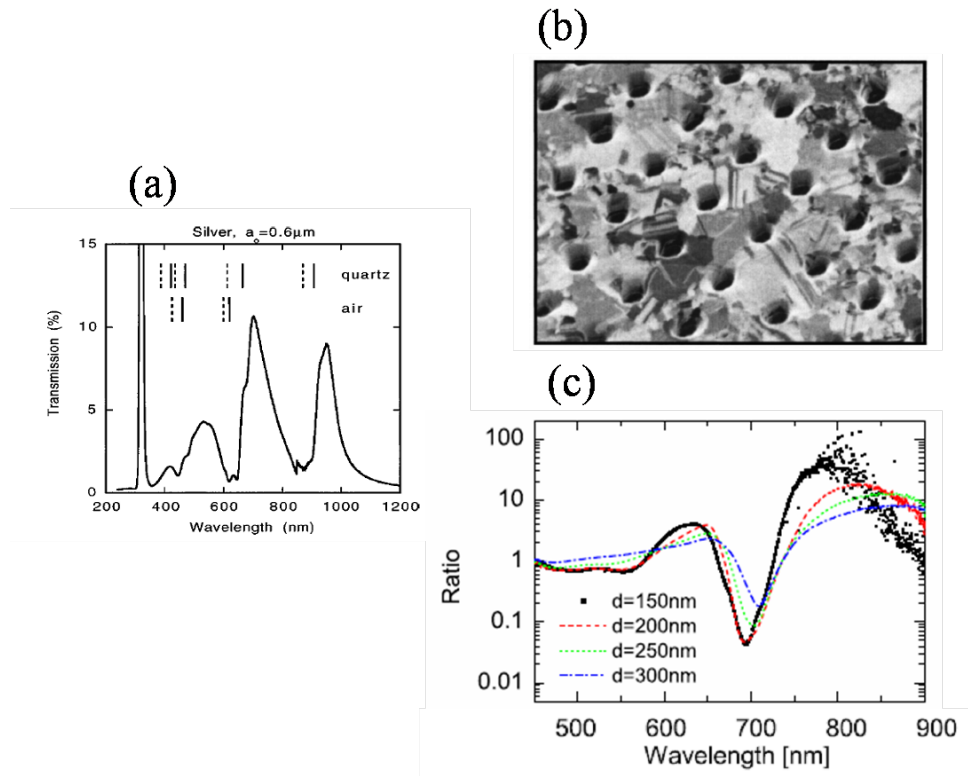 (b)
(a)
Silver, a₀=0.6μm
15
10
5
0
Transmission (%)
quartz
air
200 400 600 800 1000 1200
Wavelength (nm)
(c)
100
10
1
0.1
0.01
Ratio
d=150nm
d=200nm
d=250nm
d=300nm
500 600 700 800 900
Wavelength [nm]